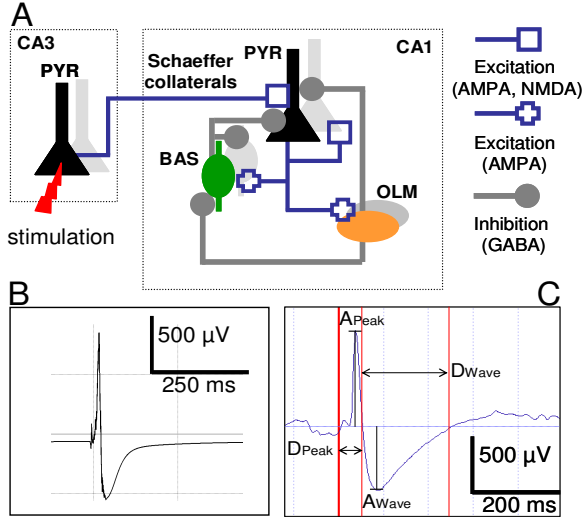 A
CA3
PYR
stimulation
Schaeffer
collaterals
PYR
CA1
BAS
OLM
Excitation
(AMPA, NMDA)
Excitation
(AMPA)
Inhibition
(GABA)
B
500 µV
250 ms
C
APeak
DWave
DPeak
AWave
500 µV
200 ms